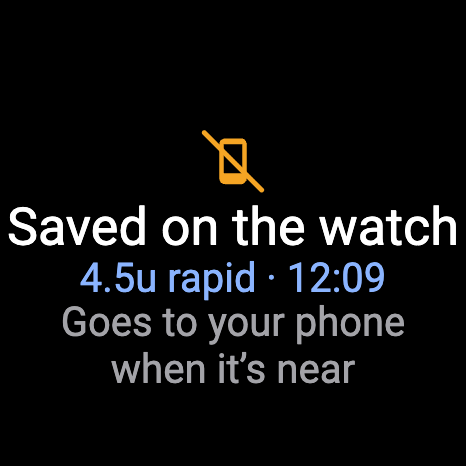 Saved on the watch
4.5u rapid · 12:09
Goes to your phone
when it’s near